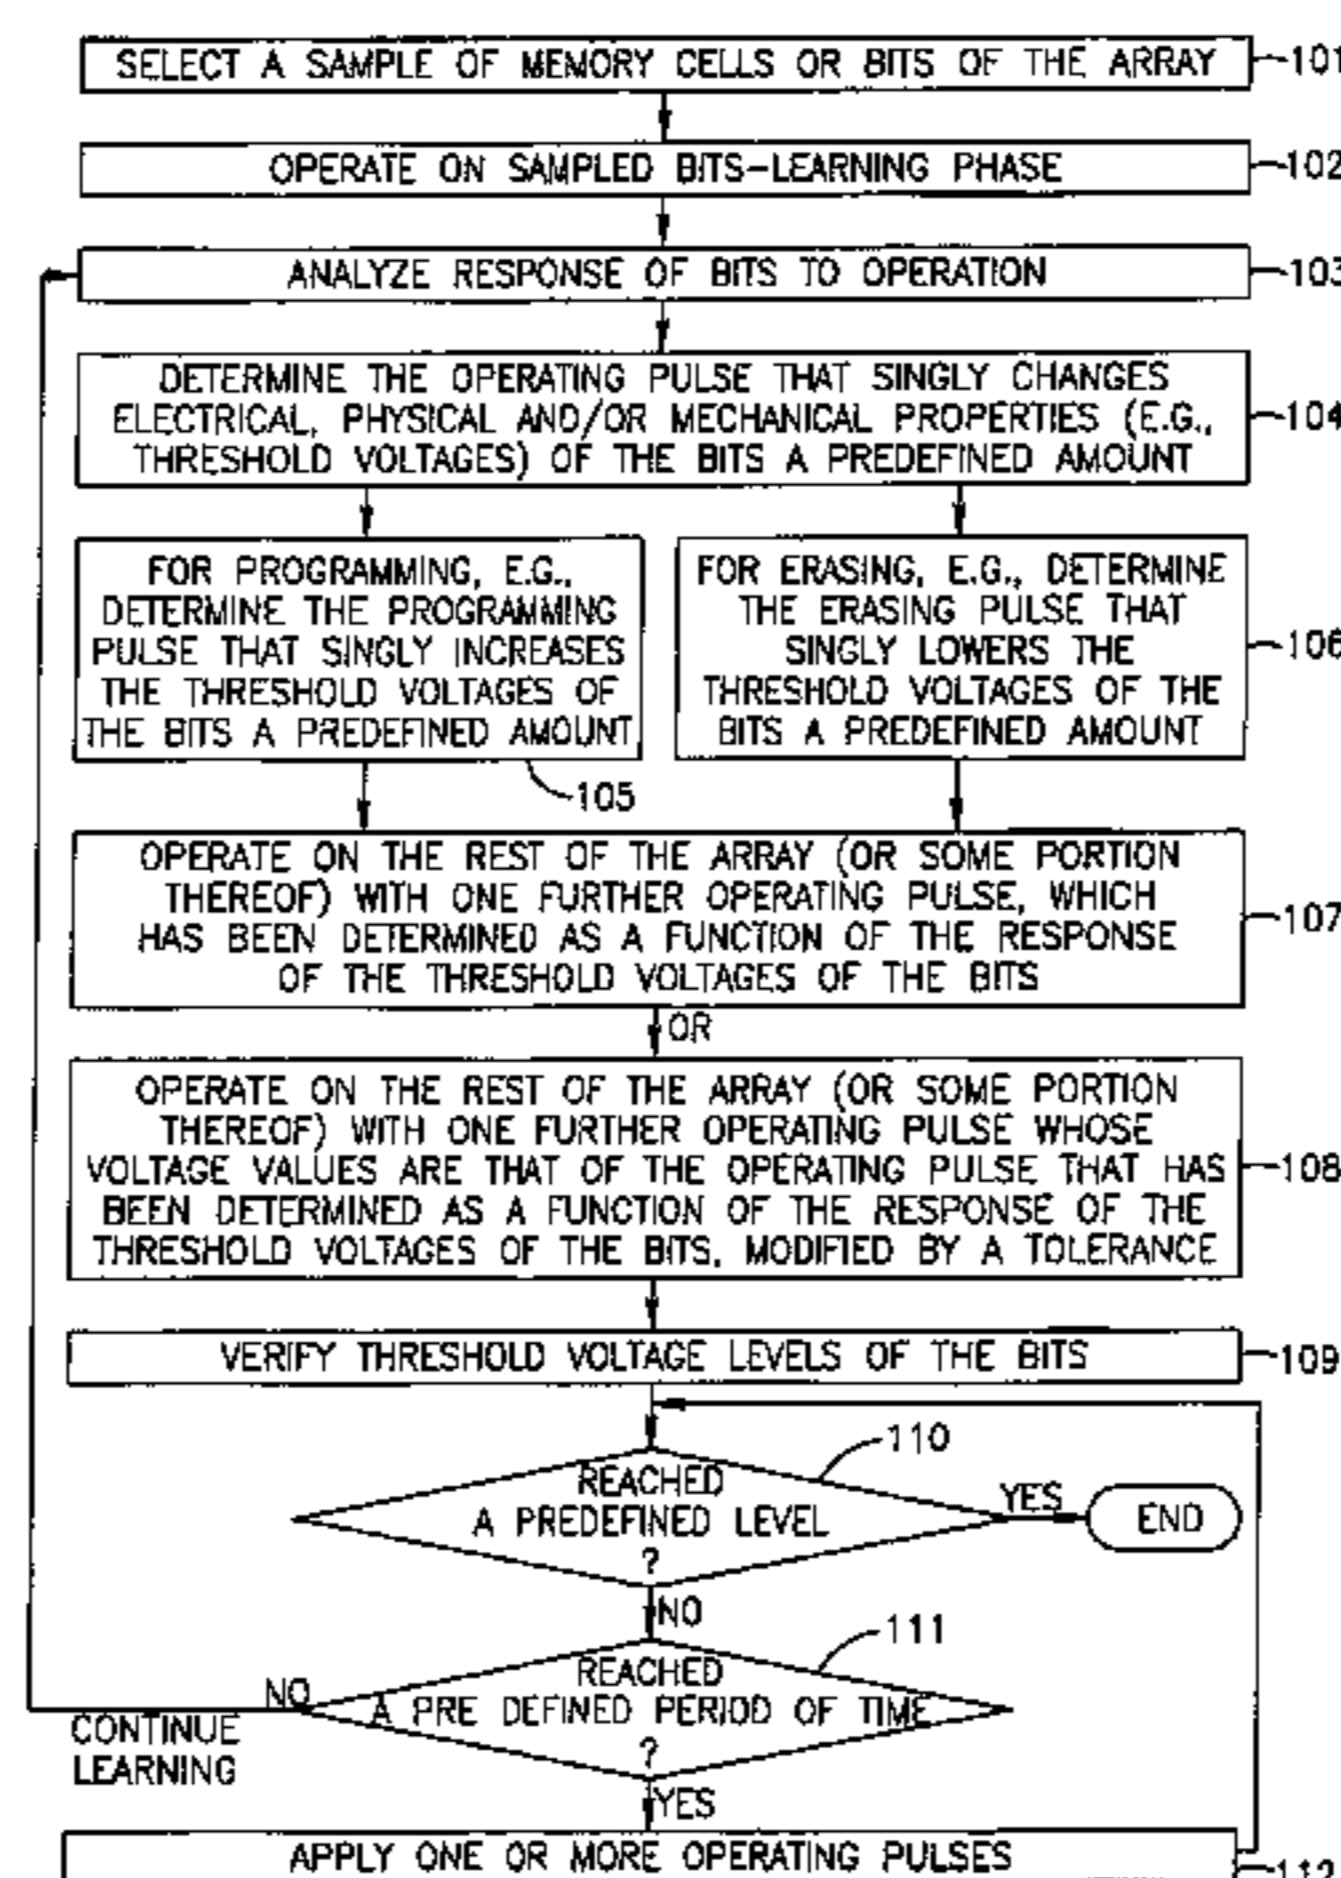 SELECT A SAMPLE OF MEMORY CELLS OR BITS OF THE ARRAY
101
OPERATE ON SAMPLED BITS-LEARNING PHASE
102
ANALYZE RESPONSE OF BITS TO OPERATION
103
DETERMINE THE OPERATING PULSE THAT SINGLY CHANGES
ELECTRICAL, PHYSICAL AND/OR MECHANICAL PROPERTIES (E.G.,
THRESHOLD VOLTAGES) OF THE BITS A PREDEFINED AMOUNT
104
FOR PROGRAMMING, E.G.,
DETERMINE THE PROGRAMMING
PULSE THAT SINGLY INCREASES
THE THRESHOLD VOLTAGES OF
THE BITS A PREDEFINED AMOUNT
105
FOR ERASING, E.G., DETERMINE
THE ERASING PULSE THAT
SINGLY LOWERS THE
THRESHOLD VOLTAGES OF THE
BITS A PREDEFINED AMOUNT
106
OPERATE ON THE REST OF THE ARRAY (OR SOME PORTION
THEREOF) WITH ONE FURTHER OPERATING PULSE, WHICH
HAS BEEN DETERMINED AS A FUNCTION OF THE RESPONSE
OF THE THRESHOLD VOLTAGES OF THE BITS
107
OR
OPERATE ON THE REST OF THE ARRAY (OR SOME PORTION
THEREOF) WITH ONE FURTHER OPERATING PULSE WHOSE
VOLTAGE VALUES ARE THAT OF THE OPERATING PULSE THAT HAS
BEEN DETERMINED AS A FUNCTION OF THE RESPONSE OF THE
THRESHOLD VOLTAGES OF THE BITS, MODIFIED BY A TOLERANCE
108
VERIFY THRESHOLD VOLTAGE LEVELS OF THE BITS
109
110
REACHED
A PREDEFINED LEVEL
?
YES
END
NO
111
REACHED
A PRE DEFINED PERIOD OF TIME
?
NO
CONTINUE
LEARNING
YES
APPLY ONE OR MORE OPERATING PULSES
112